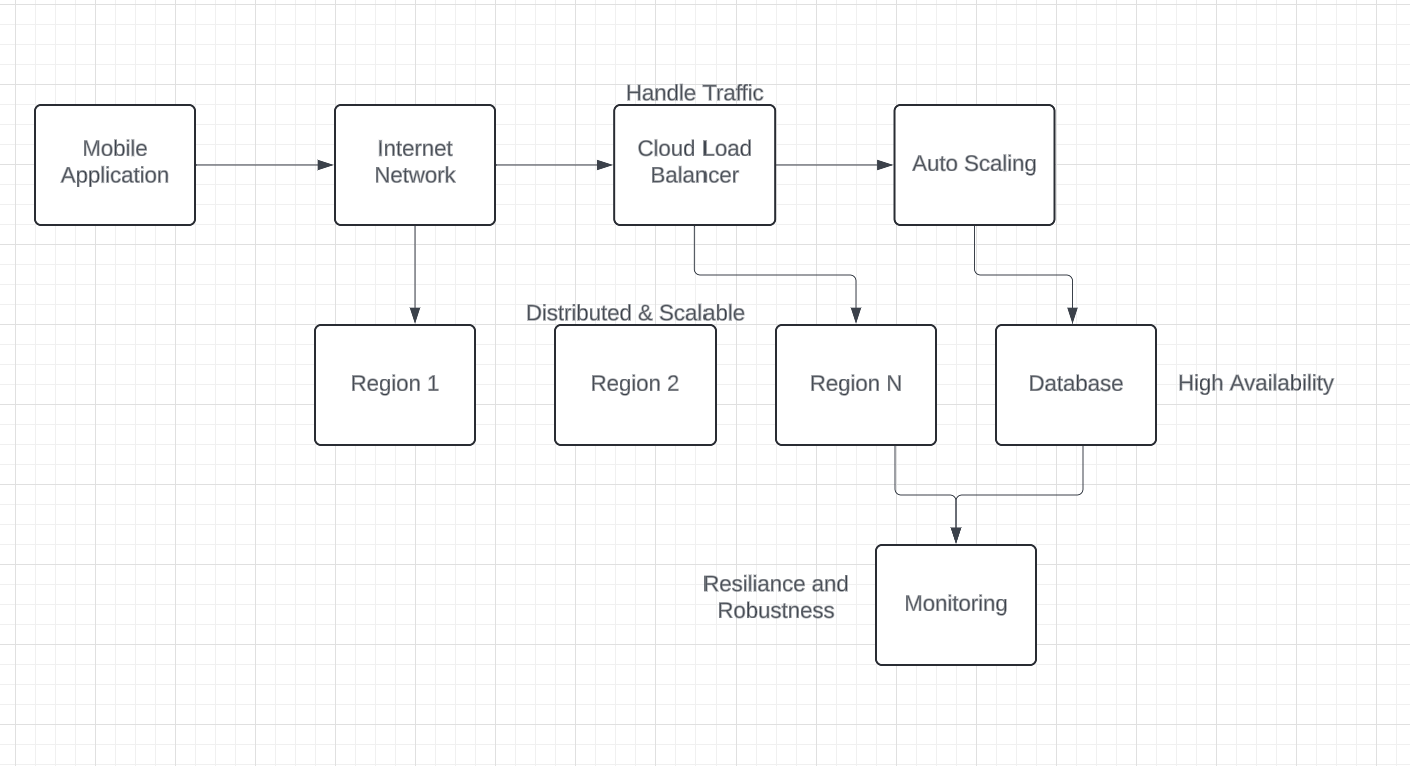 Handle Traffic
Mobile
Application
Internet
Network
Cloud Load
Balancer
Auto Scaling
Distributed & Scalable
Region 1
Region 2
Region N
Database
High Availability
Resiliance and
Robustness
Monitoring